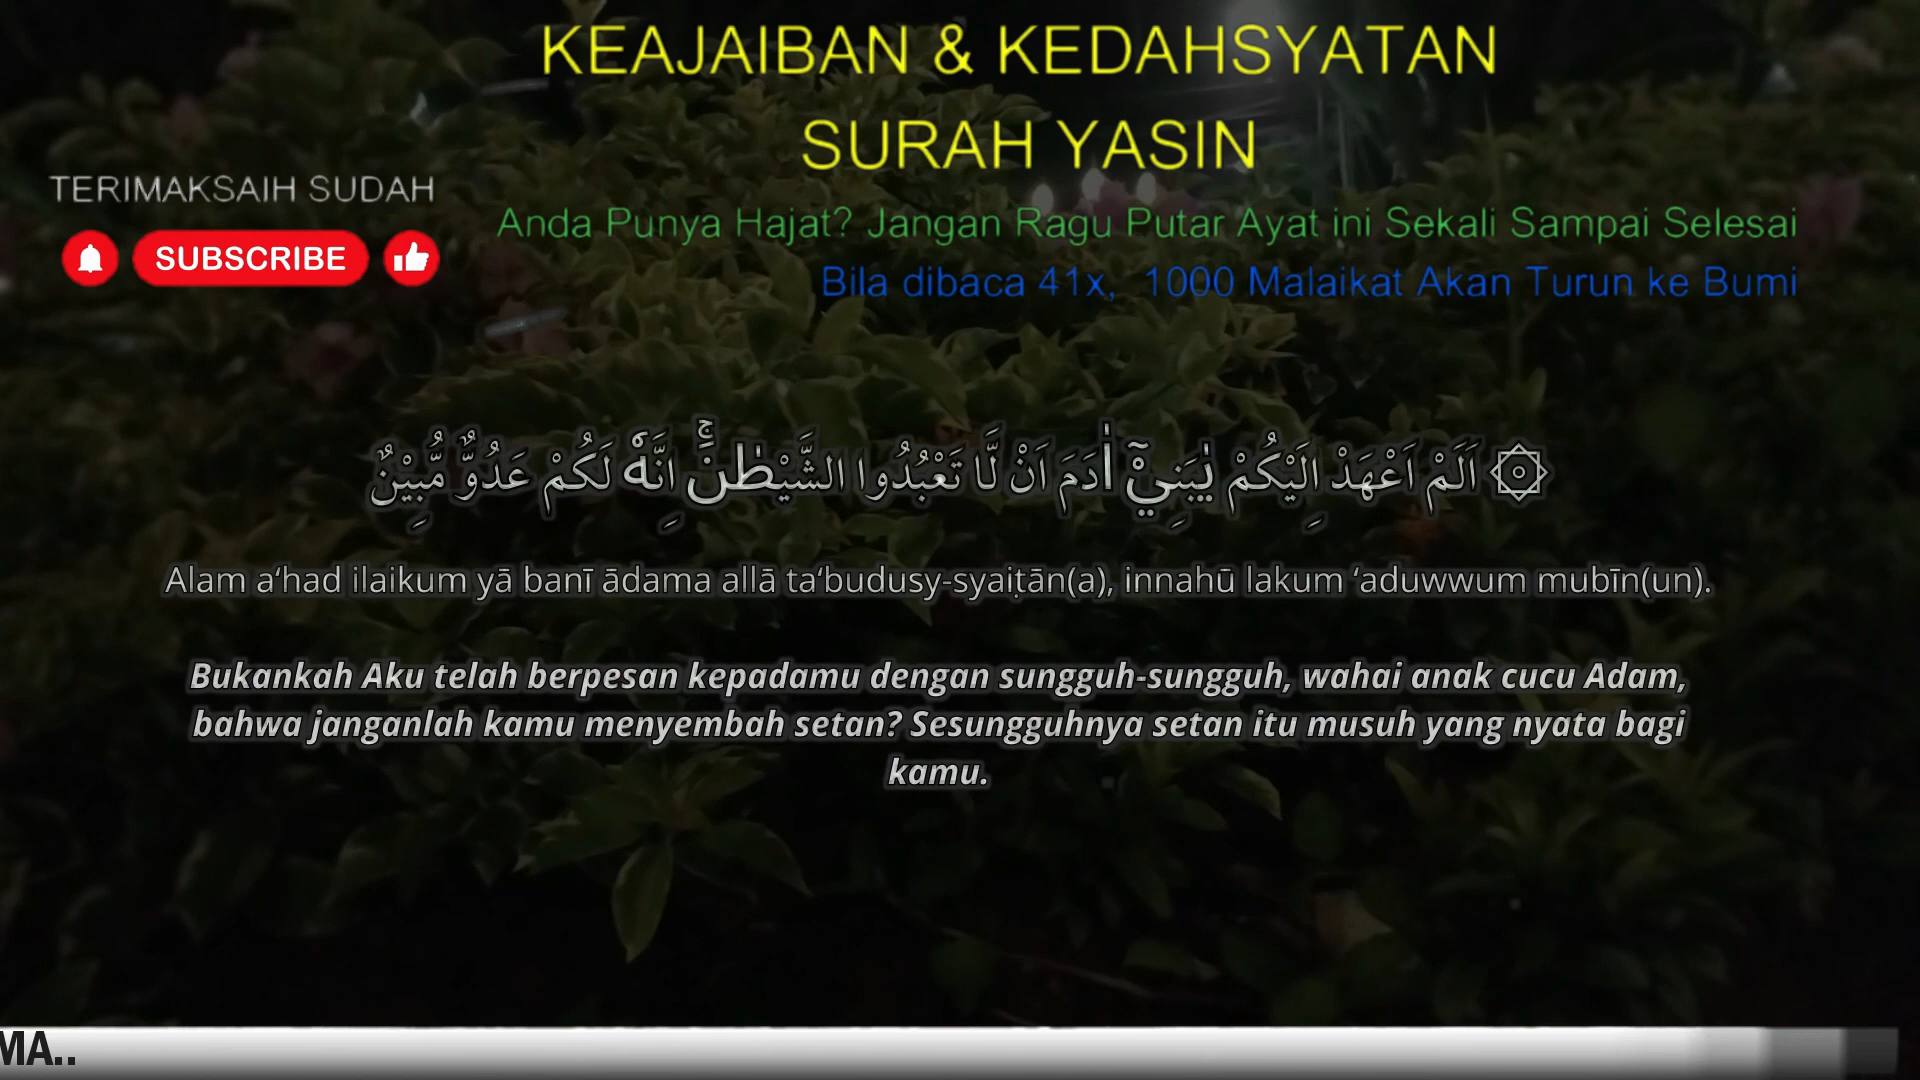 KEAJAIBAN & KEDAHSYATAN
SURAH YASIN
TERIMAKSAIH SUDAH
SUBSCRIBE
Anda Punya Hajat? Jangan Ragu Putar Ayat ini Sekali Sampai Selesai
Bila dibaca 41x, 1000 Malaikat Akan Turun ke Bumi
۞ اَلَمْ اَعْهَدْ اِلَيْكُمْ يٰبَنِيْٓ اٰدَمَ اَنْ لَّا تَعْبُدُوا الشَّيْطٰنَۚ اِنَّهٗ لَكُمْ عَدُوٌّ مُّبِيْنٌ
Alam a‘had ilaikum yā banī ādama allā ta‘budusy-syaiṭān(a), innahū lakum ‘aduwwum mubīn(un).
Bukankah Aku telah berpesan kepadamu dengan sungguh-sungguh, wahai anak cucu Adam,
bahwa janganlah kamu menyembah setan? Sesungguhnya setan itu musuh yang nyata bagi
kamu.
MA..